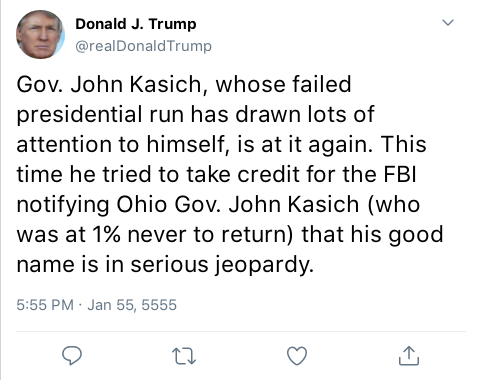 Donald J. Trump
@realDonaldTrump
Gov. John Kasich, whose failed
presidential run has drawn lots of
attention to himself, is at it again. This
time he tried to take credit for the FBI
notifying Ohio Gov. John Kasich (who
was at 1% never to return) that his good
name is in serious jeopardy.
5:55 PM · Jan 55, 5555